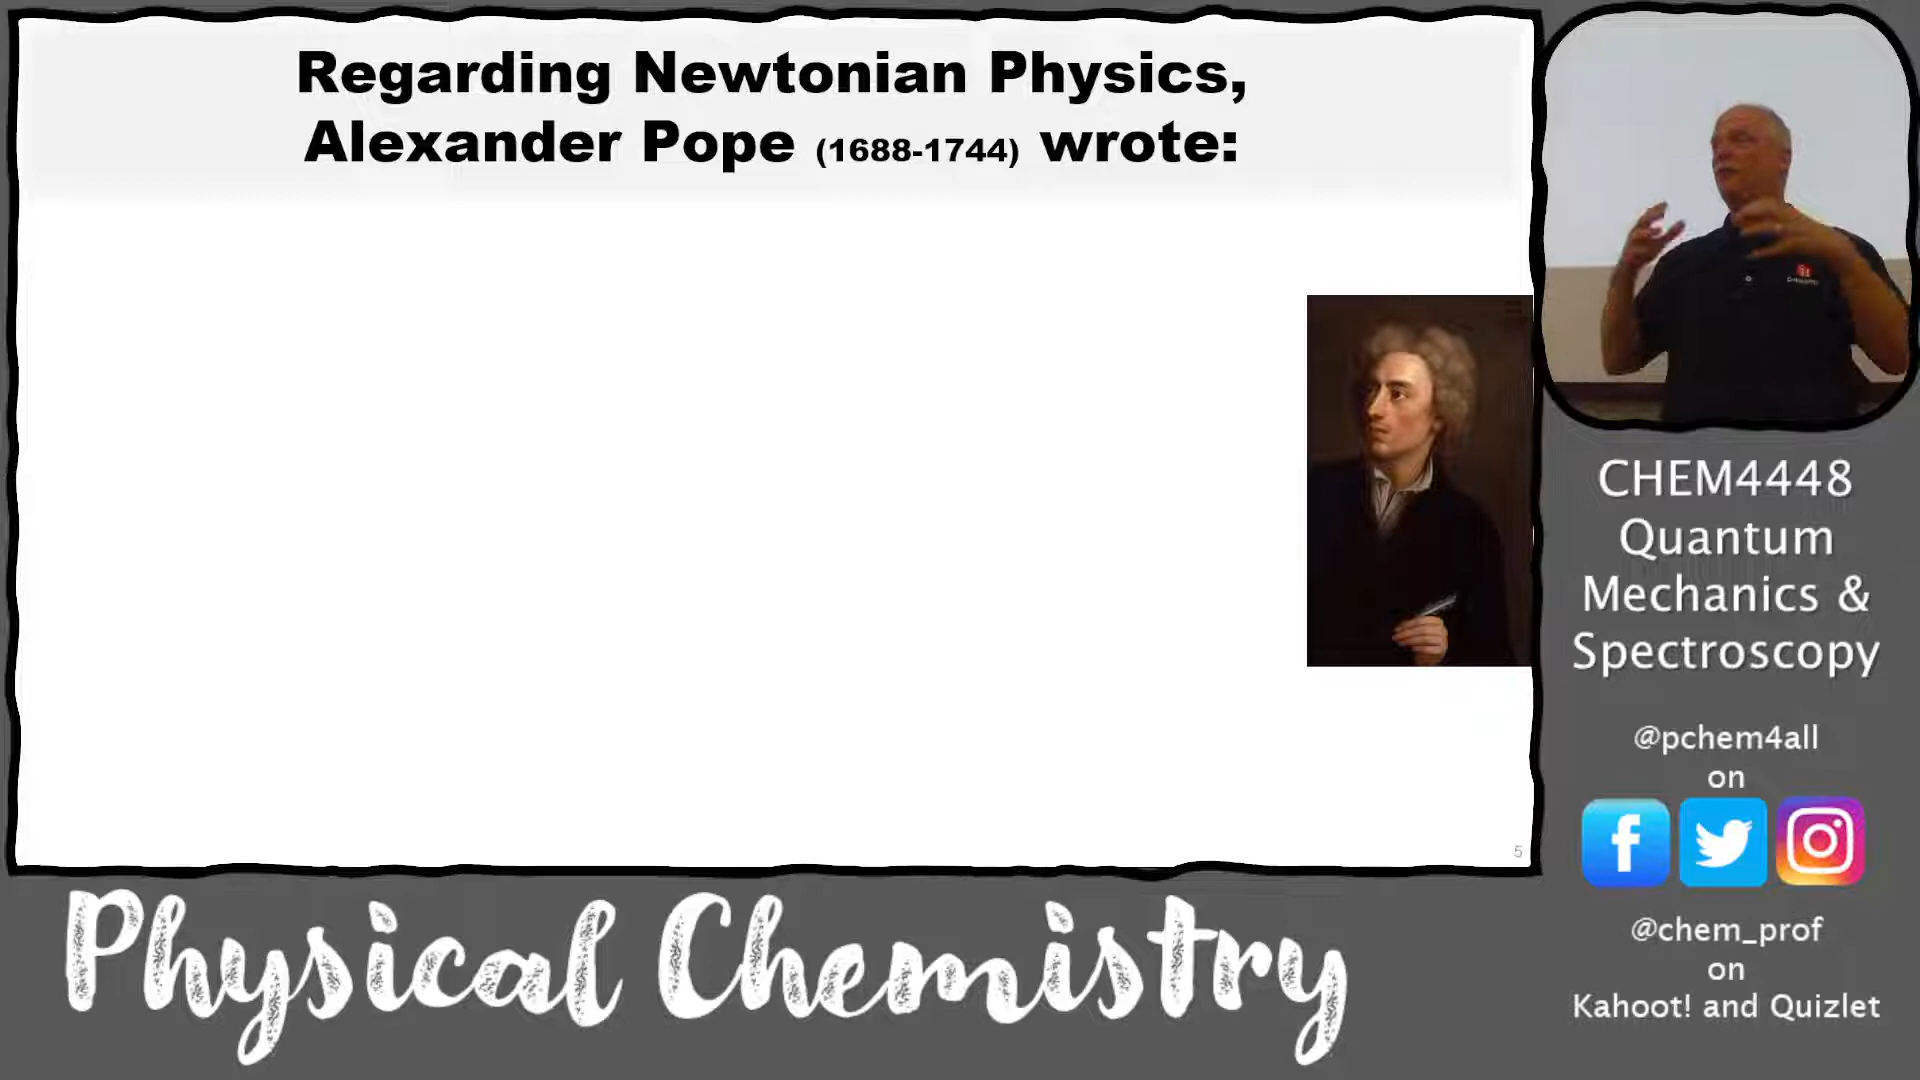 Regarding Newtonian Physics,
Alexander Pope (1688-1744) wrote:
5
CHEM4448
Quantum
Mechanics &
Spectroscopy
@pchem4all
on
@chem_prof
on
Kahoot! and Quizlet
Physical Chemistry